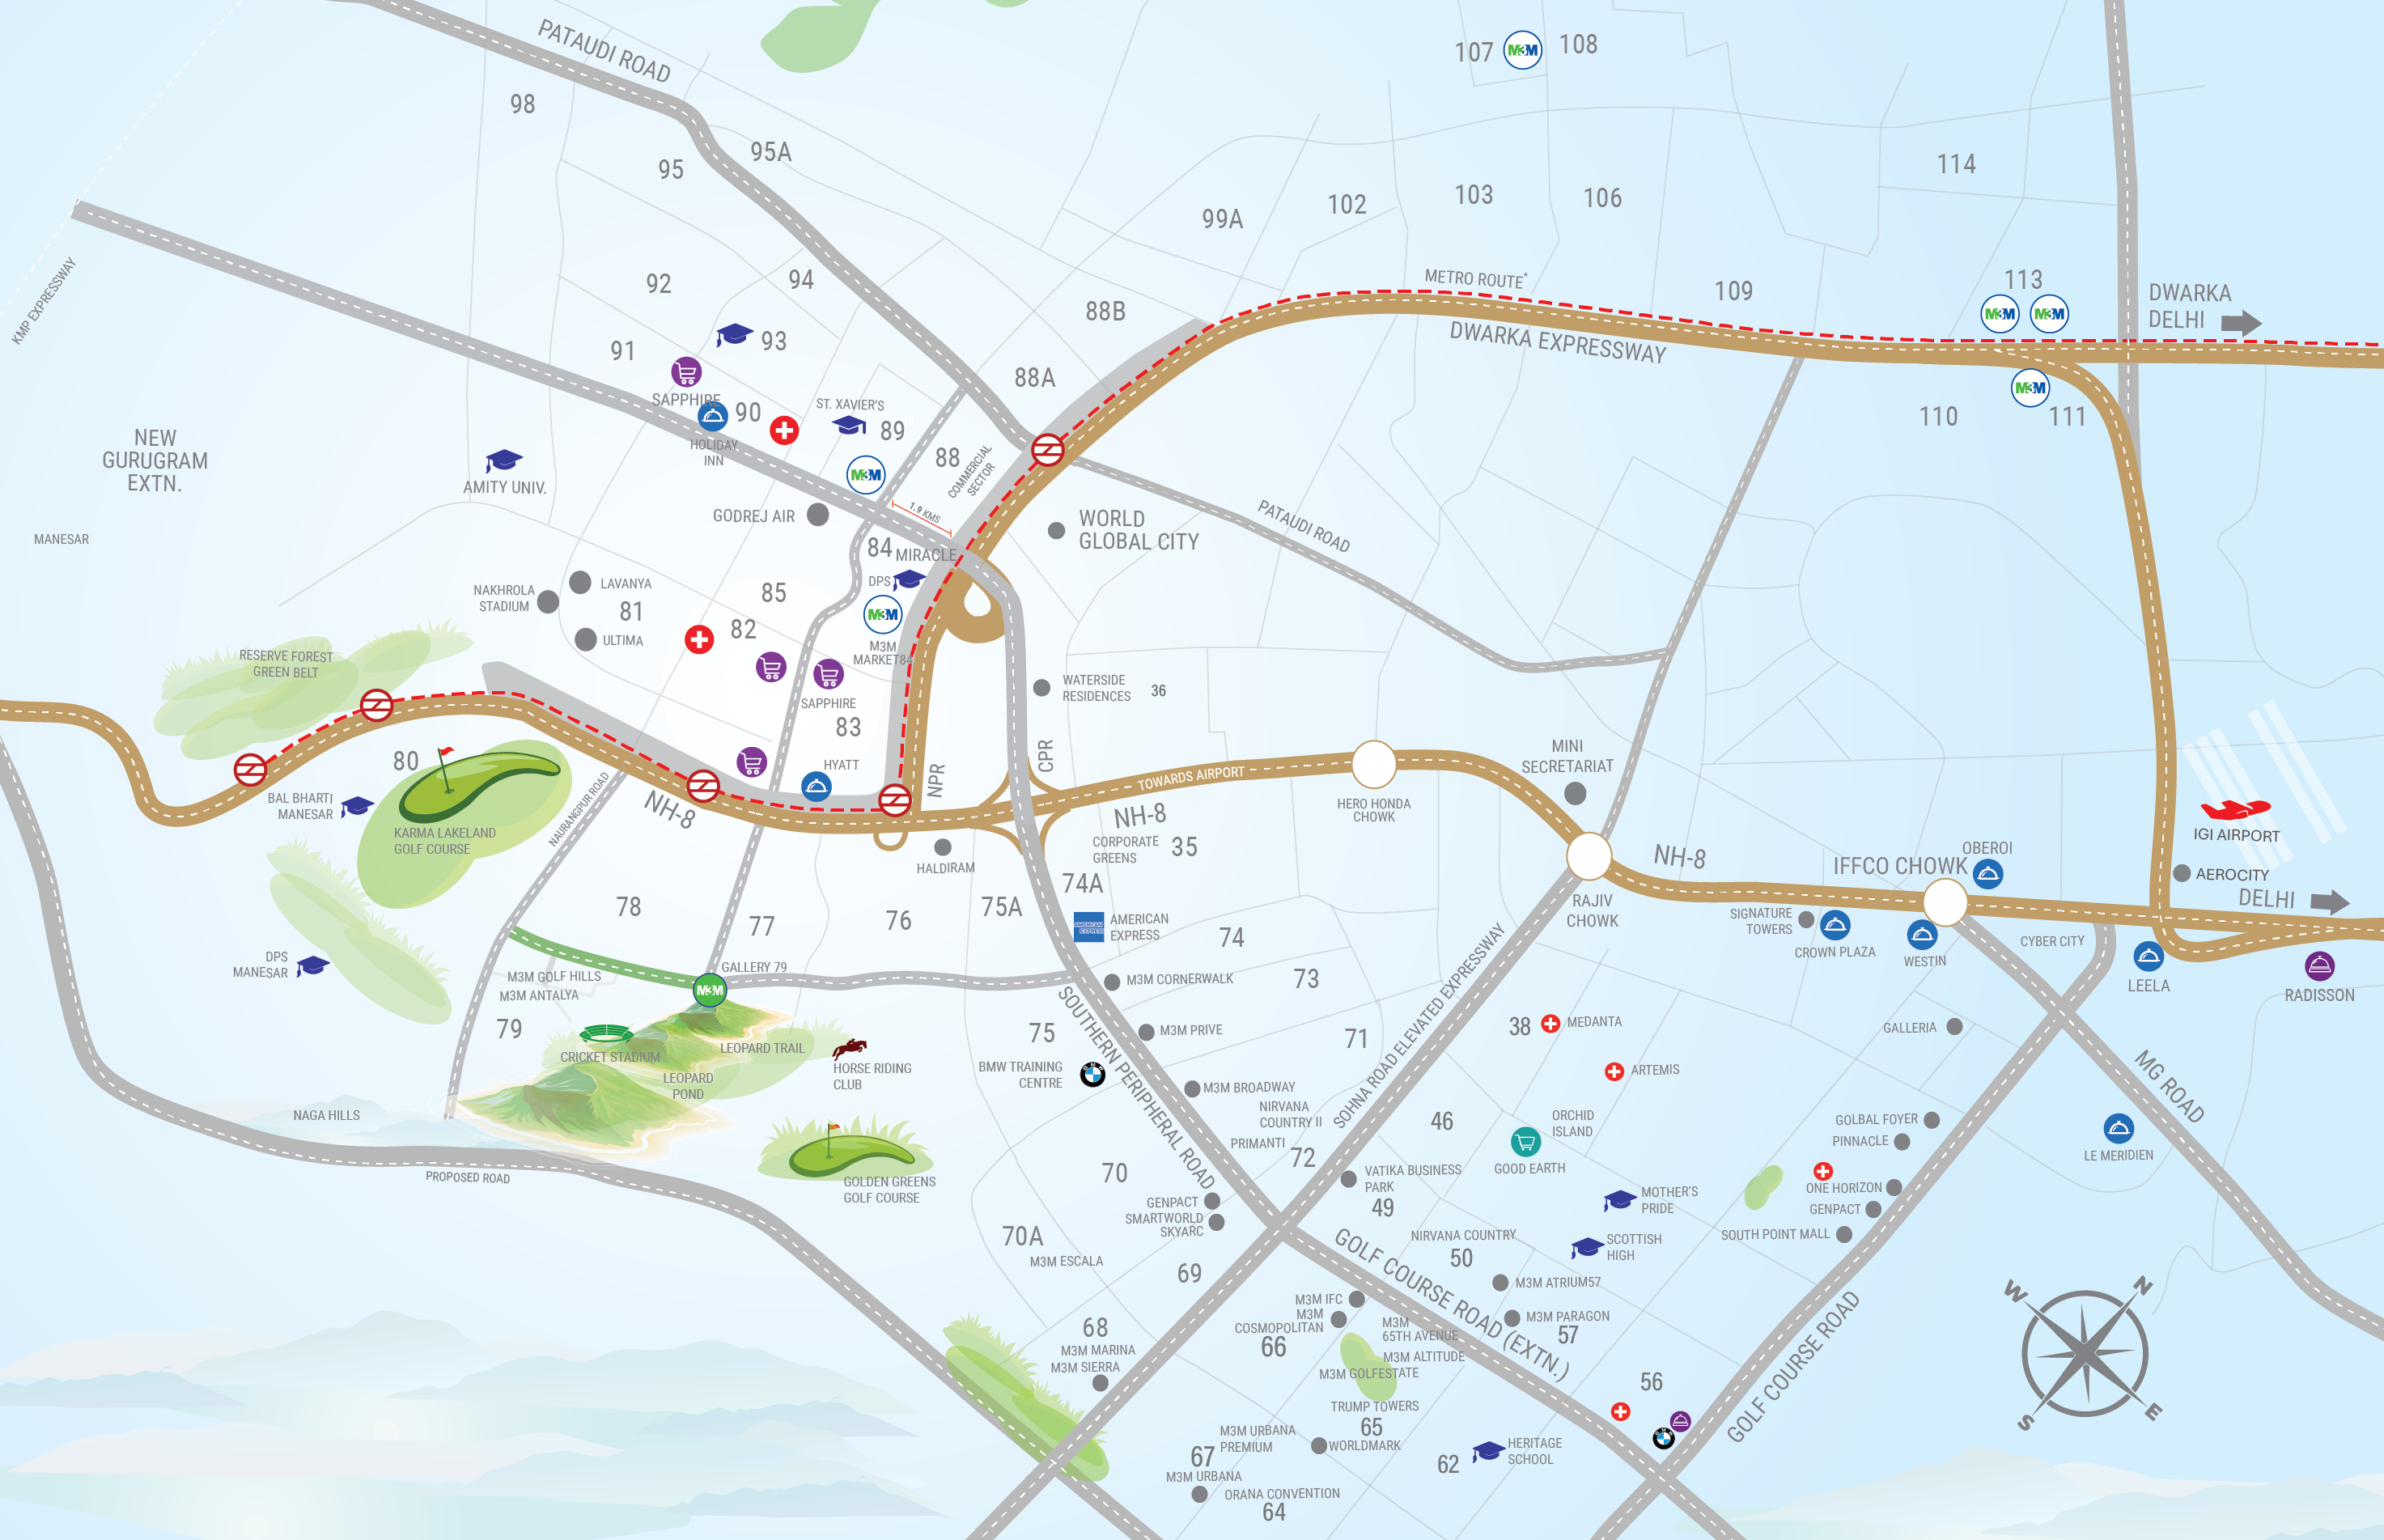 PATAUDI ROAD
107
M3M
108
98
95
95A
114
99A
102
103
106
KMP EXPRESSWAY
92
94
93
91
88B
METRO ROUTE*
109
113
M3M
M3M
DWARKA
DELHI
DWARKA EXPRESSWAY
88A
SAPPHIRE
90
HOLIDAY
INN
ST. XAVIER'S
89
88
COMMERCIAL
SECTOR
M3M
110
111
M3M
NEW
GURUGRAM
EXTN.
AMITY UNIV.
GODREJ AIR
1.9 KMS
WORLD
GLOBAL CITY
PATAUDI ROAD
MANESAR
84
MIRACLE
DPS
NAKHROLA
STADIUM
LAVANYA
81
ULTIMA
85
82
M3M
M3M
MARKET84
RESERVE FOREST
GREEN BELT
SAPPHIRE
83
WATERSIDE
RESIDENCES
36
80
BAL BHARTI
MANESAR
KARMA LAKELAND
GOLF COURSE
NAURANGPUR ROAD
NH-8
HYATT
NPR
CPR
TOWARDS AIRPORT
NH-8
HERO HONDA
CHOWK
MINI
SECRETARIAT
HALDIRAM
CORPORATE
GREENS
35
RAJIV
CHOWK
NH-8
IFFCO CHOWK
OBEROI
IGI AIRPORT
AEROCITY
DELHI
78
77
76
75A
74A
AMERICAN
EXPRESS
AMERICAN
EXPRESS
74
SIGNATURE
TOWERS
CROWN PLAZA
WESTIN
CYBER CITY
LEELA
RADISSON
DPS
MANESAR
M3M GOLF HILLS
M3M ANTALYA
GALLERY 79
M3M
M3M CORNERWALK
73
79
CRICKET STADIUM
LEOPARD TRAIL
LEOPARD
POND
HORSE RIDING
CLUB
75
BMW TRAINING
CENTRE
SOUTHERN PERIPHERAL ROAD
M3M PRIVE
71
SOHNA ROAD ELEVATED EXPRESSWAY
38
MEDANTA
GALLERIA
ARTEMIS
MG ROAD
NAGA HILLS
M3M BROADWAY
NIRVANA
COUNTRY II
PRIMANTI
72
46
ORCHID
ISLAND
GOOD EARTH
GOLBAL FOYER
PINNACLE
LE MERIDIEN
PROPOSED ROAD
GOLDEN GREENS
GOLF COURSE
70
GENPACT
SMARTWORLD
SKYARC
VATIKA BUSINESS
PARK
49
MOTHER'S
PRIDE
ONE HORIZON
GENPACT
SOUTH POINT MALL
70A
M3M ESCALA
69
GOLF COURSE ROAD (EXTN.)
NIRVANA COUNTRY
50
SCOTTISH
HIGH
M3M ATRIUM57
M3M IFC
M3M
COSMOPOLITAN
66
M3M
65TH AVENUE
M3M PARAGON
57
68
M3M MARINA
M3M SIERRA
M3M ALTITUDE
M3M GOLFESTATE
TRUMP TOWERS
65
56
GOLF COURSE ROAD
W
N
S
E
M3M URBANA
PREMIUM
67
M3M URBANA
WORLDMARK
62
HERITAGE
SCHOOL
ORANA CONVENTION
64